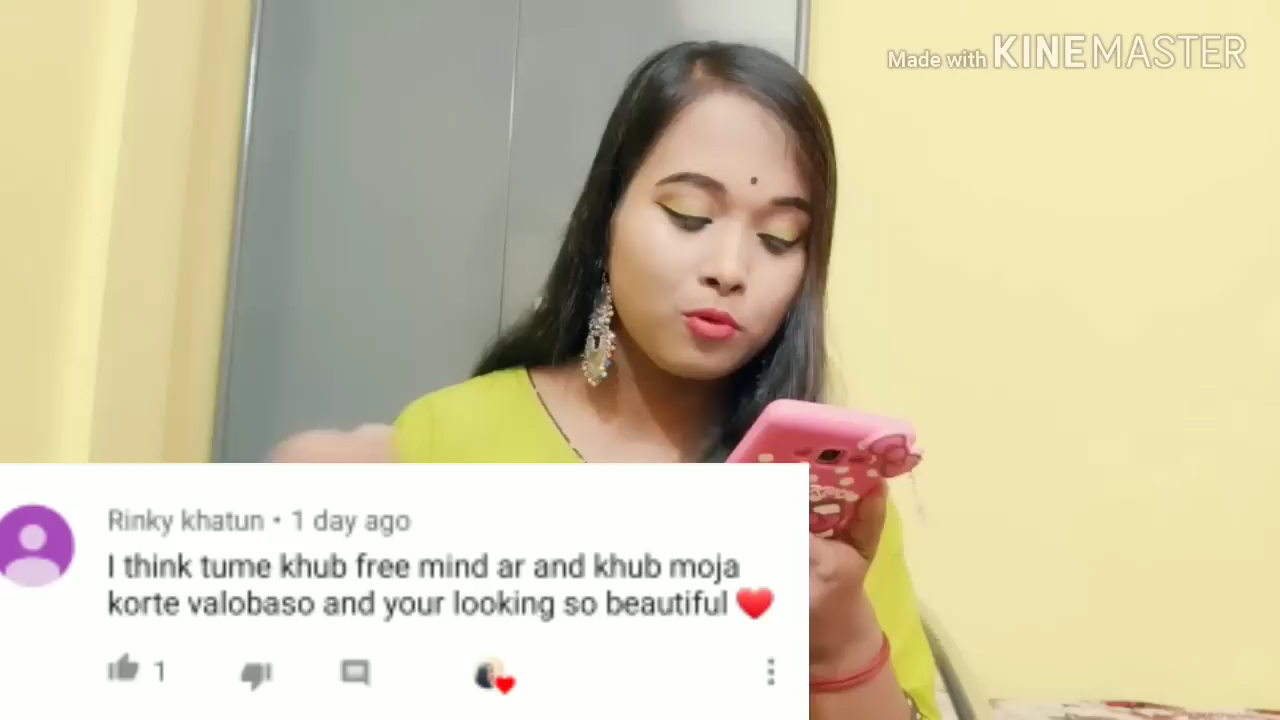 Made with KINEMASTER
Rinky khatun • 1 day ago
I think tume khub free mind ar and khub moja
korte valobaso and your looking so beautiful ❤️
1